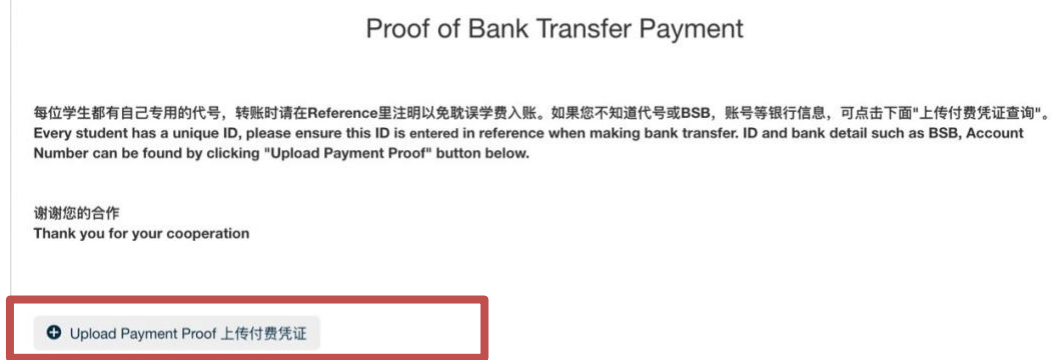 Proof of Bank Transfer Payment
每位学生都有自己专用的代号，转账时请在Reference里注明以免耽误学费入账。如果您不知道代号或BSB，账号等银行信息，可点击下面"上传付费凭证查询"。
Every student has a unique ID, please ensure this ID is entered in reference when making bank transfer. ID and bank detail such as BSB, Account
Number can be found by clicking "Upload Payment Proof" button below.
谢谢您的合作
Thank you for your cooperation
Upload Payment Proof 上传付费凭证